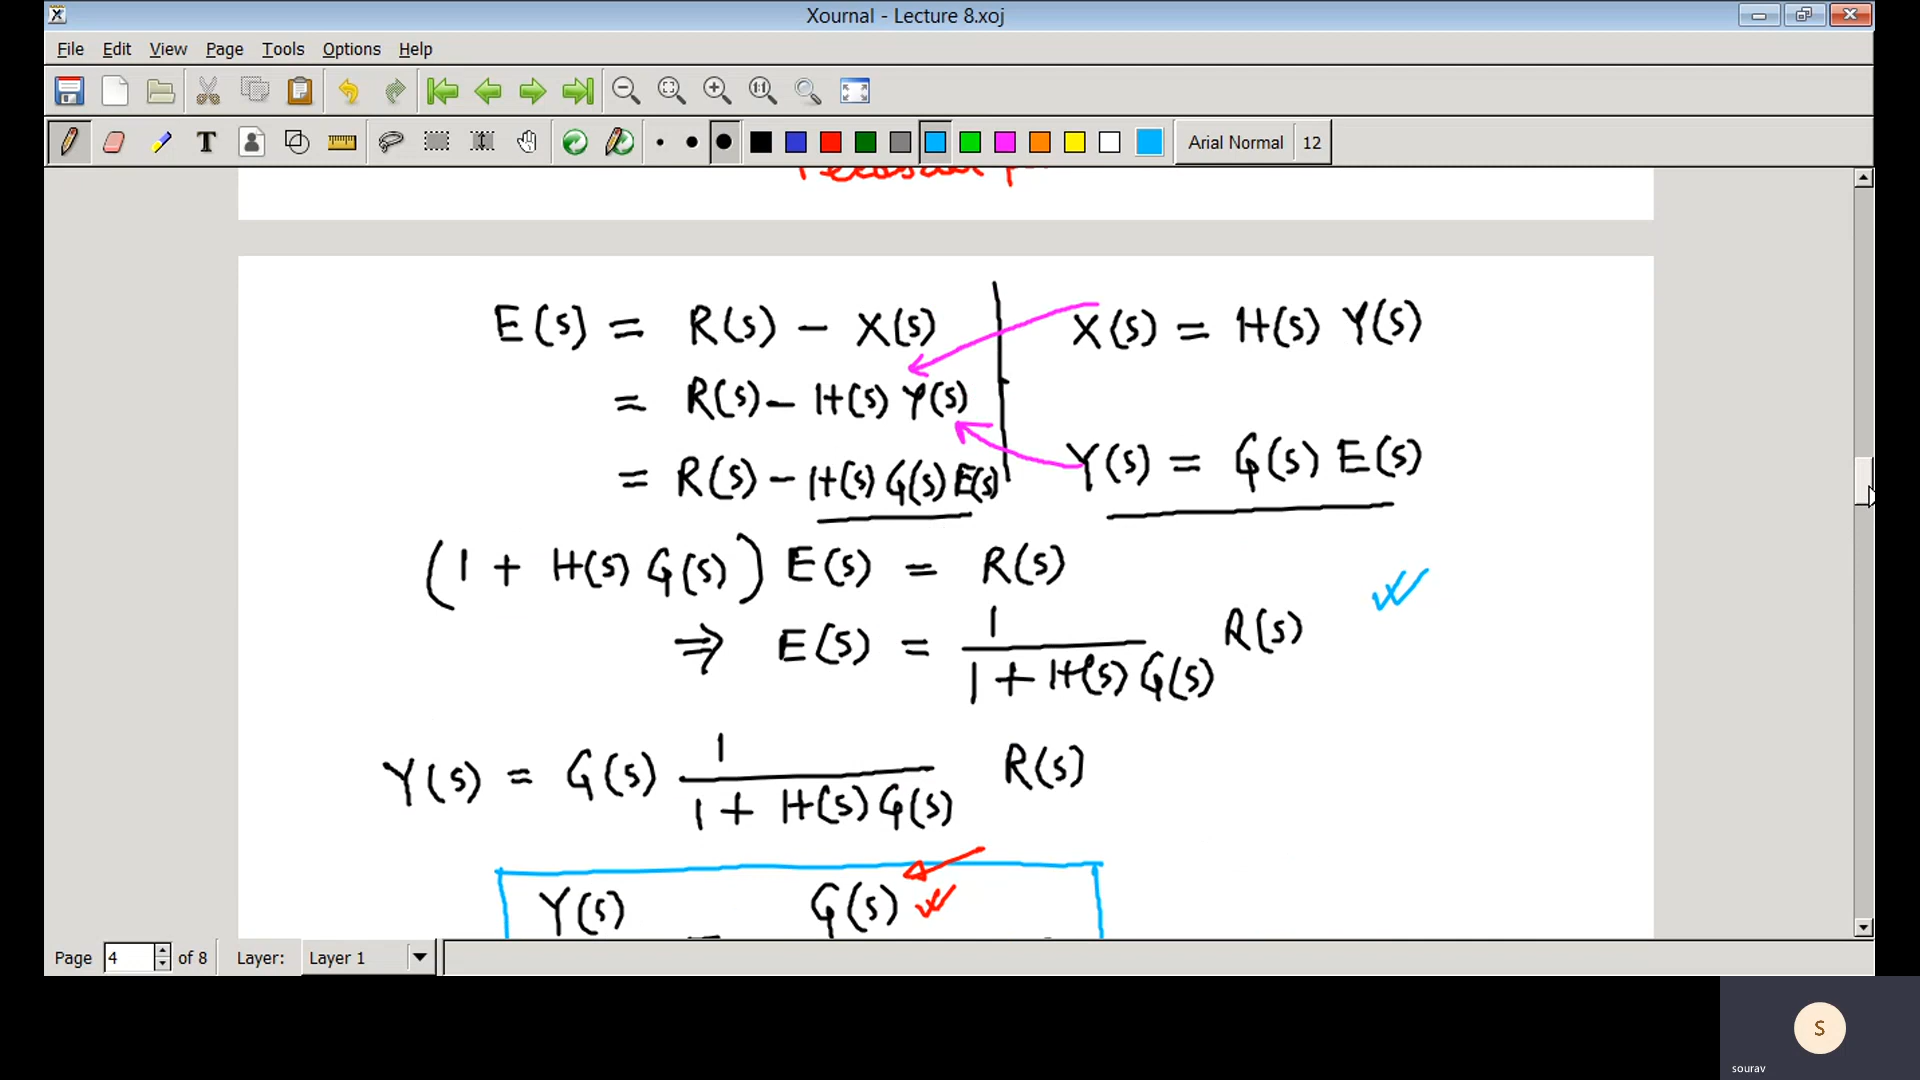 Xournal - Lecture 8.xoj
File Edit View Page Tools Options Help
Arial Normal 12
E(s) = R(s) - X(s)
X(s) = H(s) Y(s)
= R(s) - H(s) Y(s)
Y(s) = G(s) E(s)
= R(s) - H(s) G(s) E(s)
(1 + H(s) G(s)) E(s) = R(s)
⇒ E(s) = 1 / 1 + H(s) G(s) R(s)
Y(s) = G(s) 1 / 1 + H(s) G(s) R(s)
Y(s) G(s)
Page 4 of 8 Layer: Layer 1
S
sourav